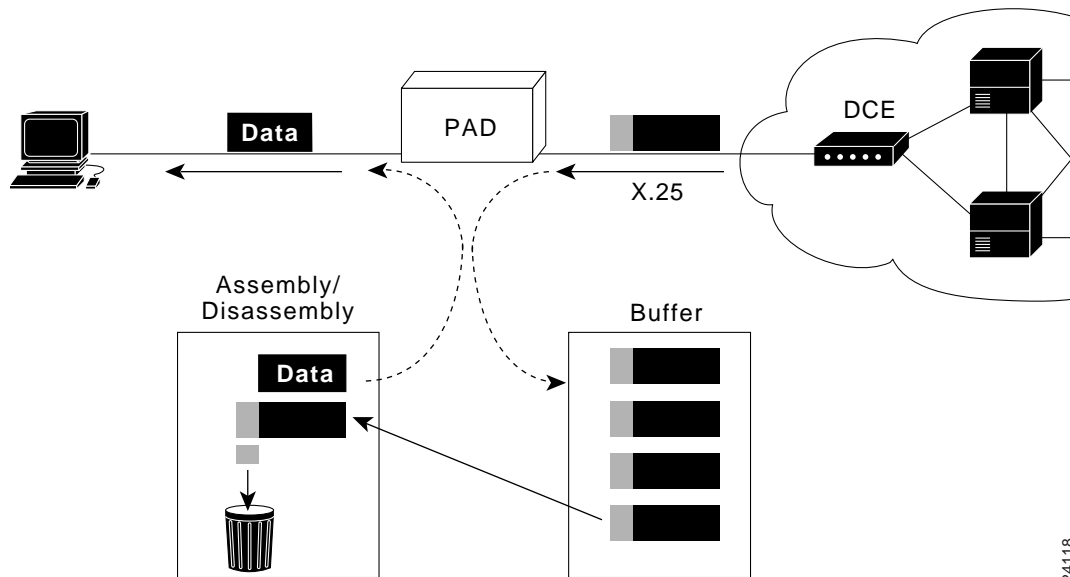 DCE
PAD
Data
X.25
Assembly/
Disassembly
Buffer
Data